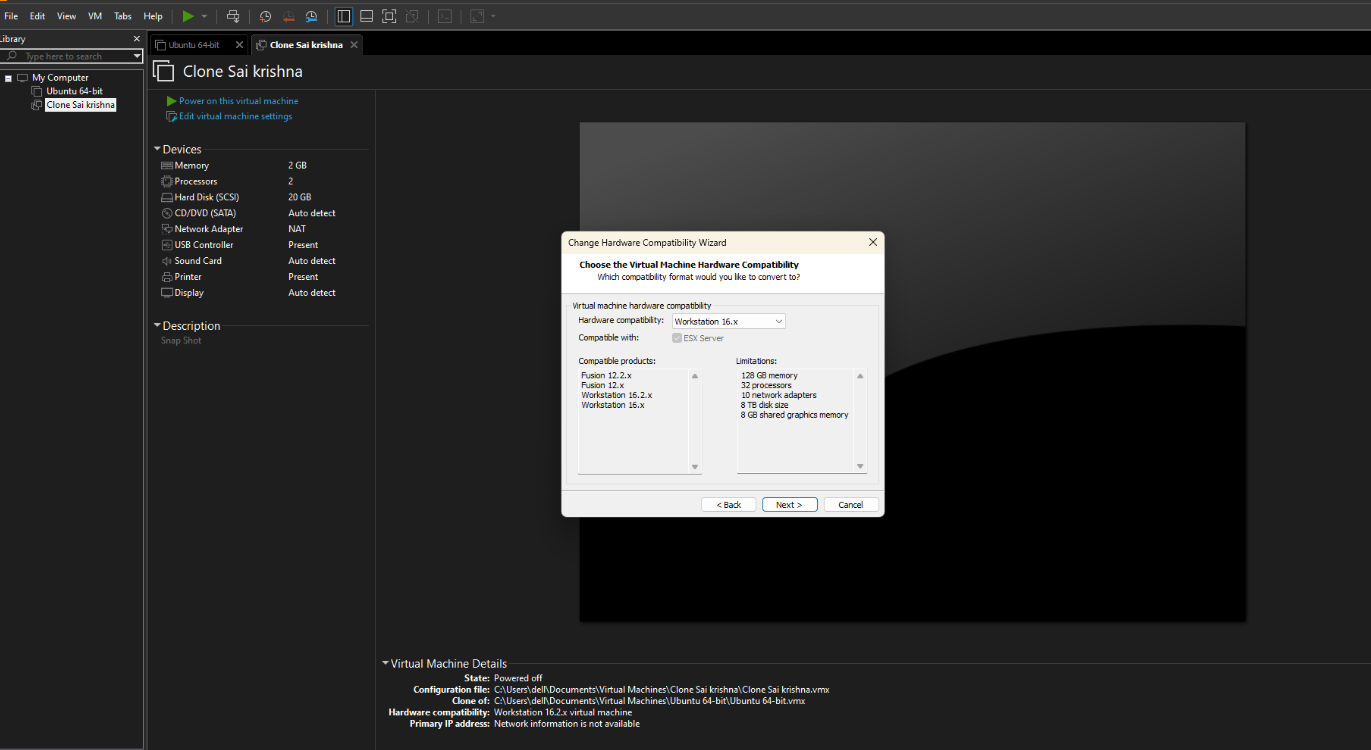 File Edit View VM Tabs Help
Library
Type here to search
My Computer
Ubuntu 64-bit
Clone Sai krishna
Ubuntu 64-bit Clone Sai krishna
Clone Sai krishna
Power on this virtual machine
Edit virtual machine settings
Devices
Memory 2 GB
Processors 2
Hard Disk (SCSI) 20 GB
CD/DVD (SATA) Auto detect
Network Adapter NAT
USB Controller Present
Sound Card Auto detect
Printer Present
Display Auto detect
Description
Snap Shot
Change Hardware Compatibility Wizard
Choose the Virtual Machine Hardware Compatibility
Which compatibility format would you like to convert to?
Virtual machine hardware compatibility
Hardware compatibility: Workstation 16.x
Compatible with: ESX Server
Compatible products:
Fusion 12.2.x
Fusion 12.x
Workstation 16.2.x
Workstation 16.x
Limitations:
128 GB memory
32 processors
10 network adapters
8 TB disk size
8 GB shared graphics memory
< Back Next > Cancel
Virtual Machine Details
State: Powered off
Configuration file: C:\Users\dell\Documents\Virtual Machines\Clone Sai krishna\Clone Sai krishna.vmx
Clone of: C:\Users\dell\Documents\Virtual Machines\Ubuntu 64-bit\Ubuntu 64-bit.vmx
Hardware compatibility: Workstation 16.2.x virtual machine
Primary IP address: Network information is not available